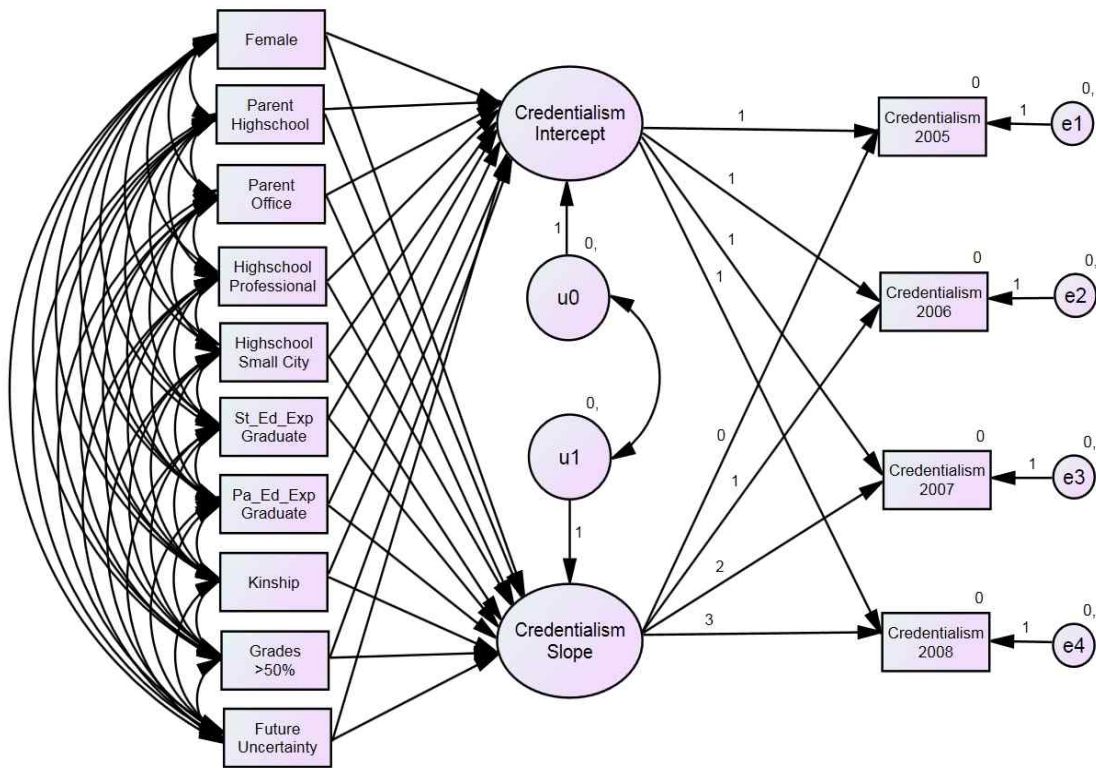 Female
Parent
Highschool
Parent
Office
Highschool
Professional
Highschool
Small City
St_Ed_Exp
Graduate
Pa_Ed_Exp
Graduate
Kinship
Grades
>50%
Future
Uncertainty
Credentialism
Intercept
1
0,
u0
0,
u1
1
Credentialism
Slope
1
1
1
1
0
1
2
3
0
Credentialism
2005
1
0,
e1
0
Credentialism
2006
1
0,
e2
0
Credentialism
2007
1
0,
e3
0
Credentialism
2008
1
0,
e4